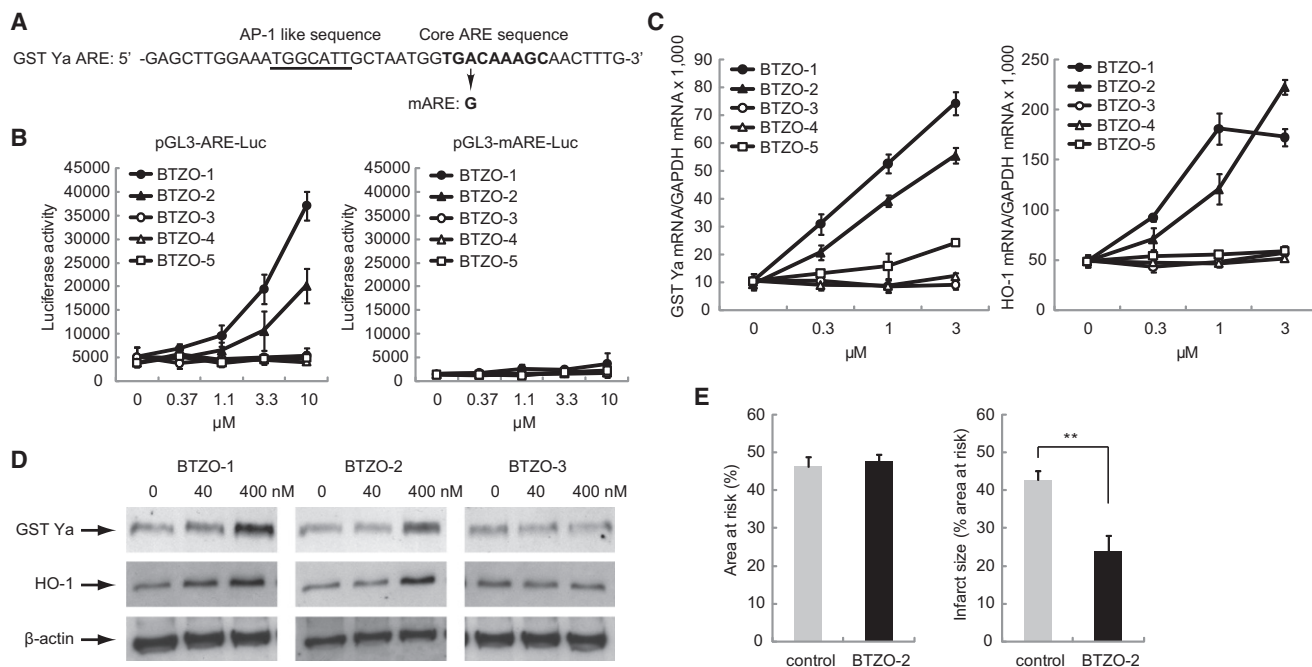 A
AP-1 like sequence Core ARE sequence
GST Ya ARE: 5’ -GAGCTTGGAAATGGCATTGCTAATGGTGACAAAGCAACTTTG-3’
mARE: G
B
pGL3-ARE-Luc
Luciferase activity
45000
40000
35000
30000
25000
20000
15000
10000
5000
0
BTZO-1
BTZO-2
BTZO-3
BTZO-4
BTZO-5
0 0.37 1.1 3.3 10
µM
pGL3-mARE-Luc
Luciferase activity
45000
40000
35000
30000
25000
20000
15000
10000
5000
0
BTZO-1
BTZO-2
BTZO-3
BTZO-4
BTZO-5
0 0.37 1.1 3.3 10
µM
C
GST Ya mRNA/GAPDH mRNA x 1,000
90
80
70
60
50
40
30
20
10
0
BTZO-1
BTZO-2
BTZO-3
BTZO-4
BTZO-5
0 0.3 1 3
µM
HO-1 mRNA/GAPDH mRNA x 1,000
250
200
150
100
50
0
BTZO-1
BTZO-2
BTZO-3
BTZO-4
BTZO-5
0 0.3 1 3
µM
D
BTZO-1 BTZO-2 BTZO-3
0 40 400 nM 0 40 400 nM 0 40 400 nM
GST Ya
HO-1
β-actin
E
Area at risk (%)
60
50
40
30
20
10
0
control BTZO-2
Infarct size (% area at risk)
60
50
40
30
20
10
0
**
control BTZO-2